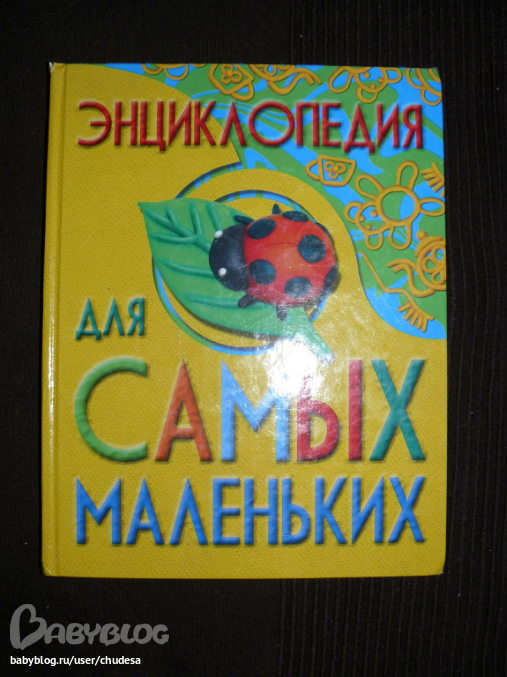 ЭНЦИКЛОПЕДИЯ
ДЛЯ
САМЫХ
МАЛЕНЬКИХ
BABYBLOG
babyblog.ru/user/chudesa